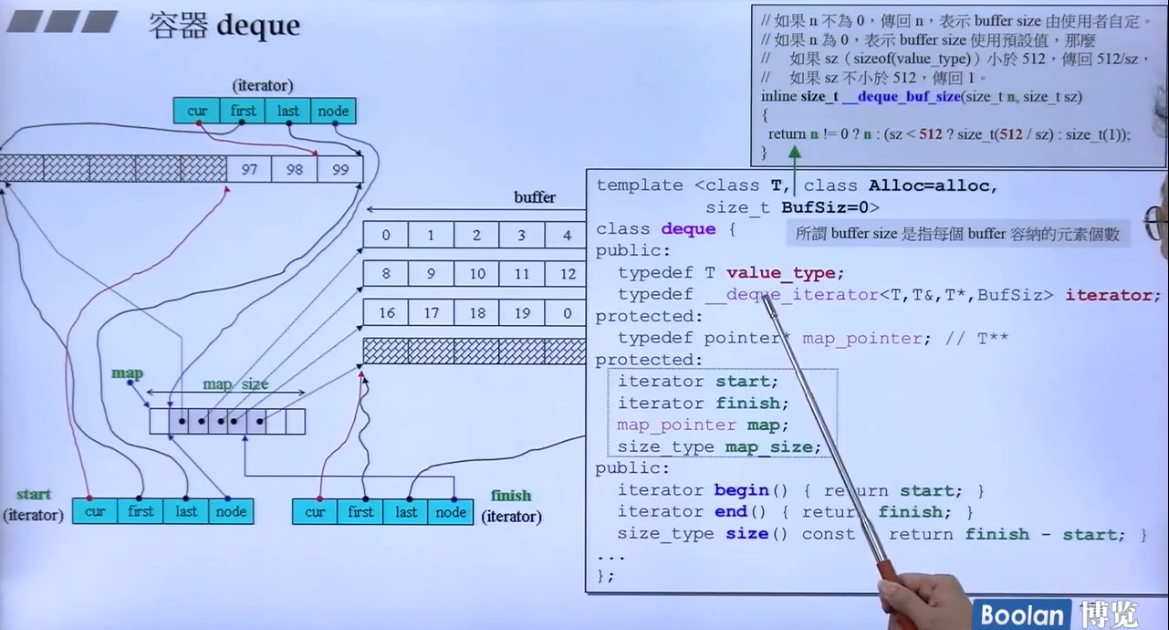 容器 deque
// 如果 n 不為 0，傳回 n，表示 buffer size 由使用者自定。
// 如果 n 為 0，表示 buffer size 使用預設值，那麼
//    如果 sz（sizeof(value_type)）小於 512，傳回 512/sz，
//    如果 sz 不小於 512，傳回 1。
inline size_t __deque_buf_size(size_t n, size_t sz)
{
return n != 0 ? n : (sz < 512 ? size_t(512 / sz) : size_t(1));
}
(iterator)
cur first last node
97 98 99
buffer
0 1 2 3 4
8 9 10 11 12
16 17 18 19 0
map
map_size
start
(iterator)
cur first last node
cur first last node
finish
(iterator)
template <class T, class Alloc=alloc,
size_t BufSiz=0>
class deque {
所謂 buffer size 是指每個 buffer 容納的元素個數
public:
typedef T value_type;
typedef __deque_iterator<T,T&,T*,BufSiz> iterator;
protected:
typedef pointer* map_pointer; // T**
protected:
iterator start;
iterator finish;
map_pointer map;
size_type map_size;
public:
iterator begin() { return start; }
iterator end() { return finish; }
size_type size() const return finish - start; }
...
};
Boolan 博览